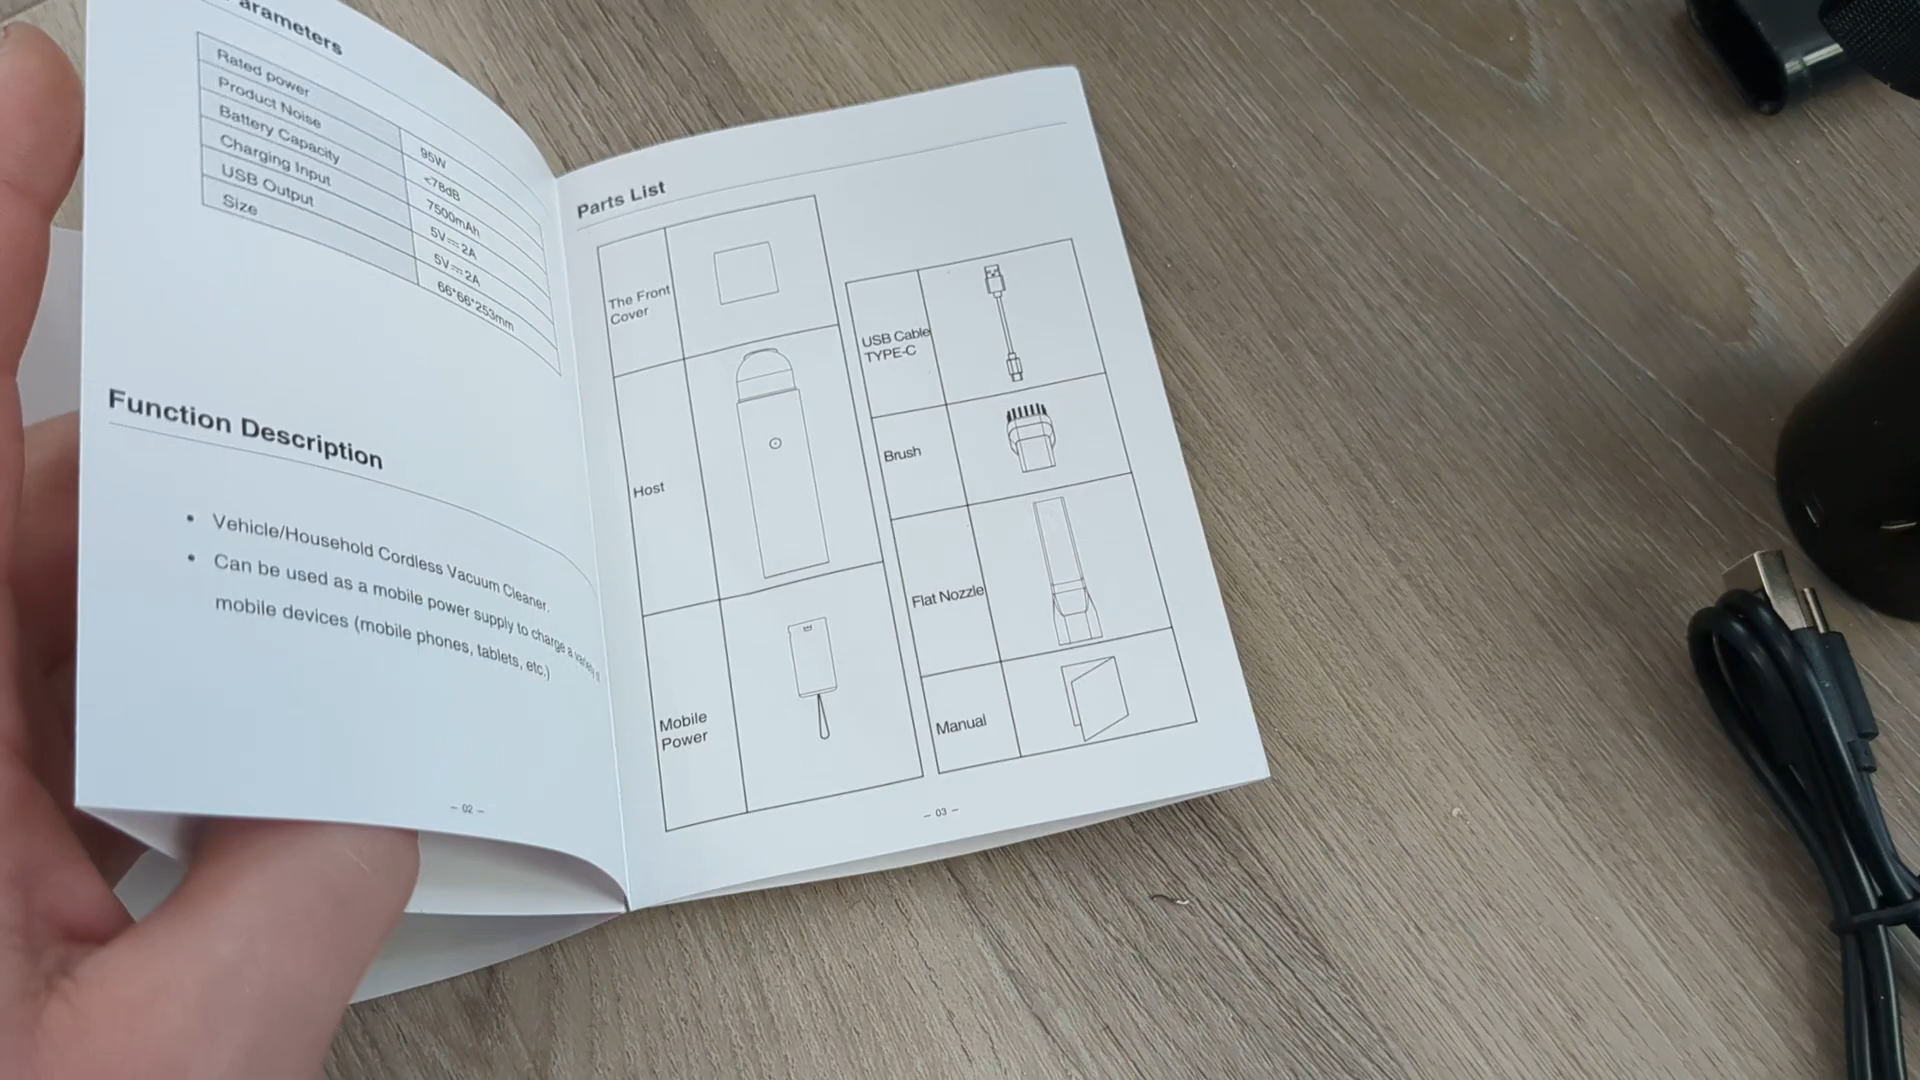 arameters
Rated power 95W
Product Noise <78dB
Battery Capacity 7500mAh
Charging Input 5V⎓2A
USB Output 5V⎓2A
Size 66*66*253mm
Function Description
• Vehicle/Household Cordless Vacuum Cleaner.
• Can be used as a mobile power supply to charge a
mobile devices (mobile phones, tablets, etc.)
– 02 –
Parts List
The Front
Cover
Host
Mobile
Power
USB Cable
TYPE-C
Brush
Flat Nozzle
Manual
– 03 –